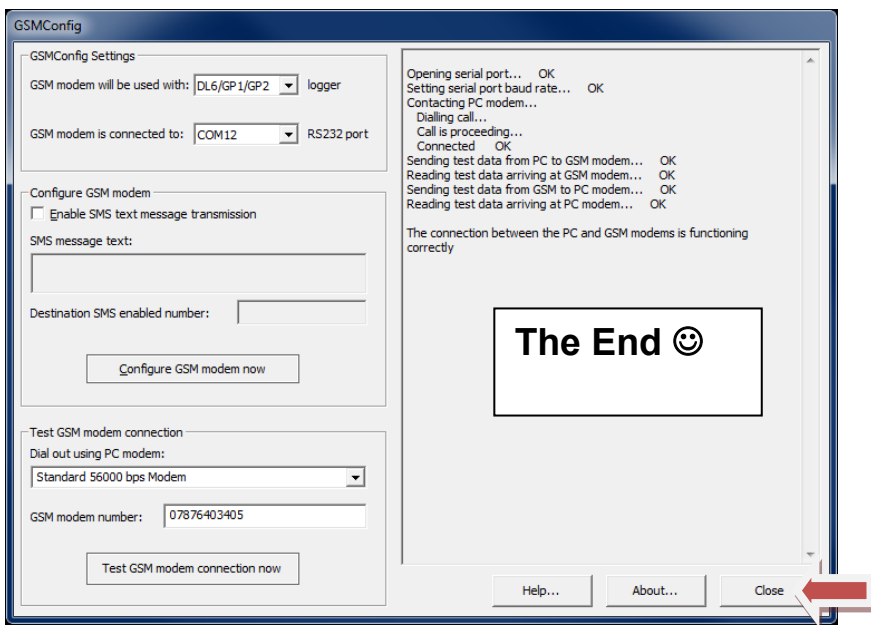 GSMConfig
GSMConfig Settings
GSM modem will be used with: DL6/GP1/GP2 logger
GSM modem is connected to: COM12 RS232 port
Configure GSM modem
Enable SMS text message transmission
SMS message text:
Destination SMS enabled number:
Configure GSM modem now
Test GSM modem connection
Dial out using PC modem:
Standard 56000 bps Modem
GSM modem number: 07876403405
Test GSM modem connection now
Opening serial port... OK
Setting serial port baud rate... OK
Contacting PC modem...
Dialling call...
Call is proceeding...
Connected OK
Sending test data from PC to GSM modem... OK
Reading test data arriving at GSM modem... OK
Sending test data from GSM to PC modem... OK
Reading test data arriving at PC modem... OK
The connection between the PC and GSM modems is functioning
correctly
The End ☺
Help... About... Close